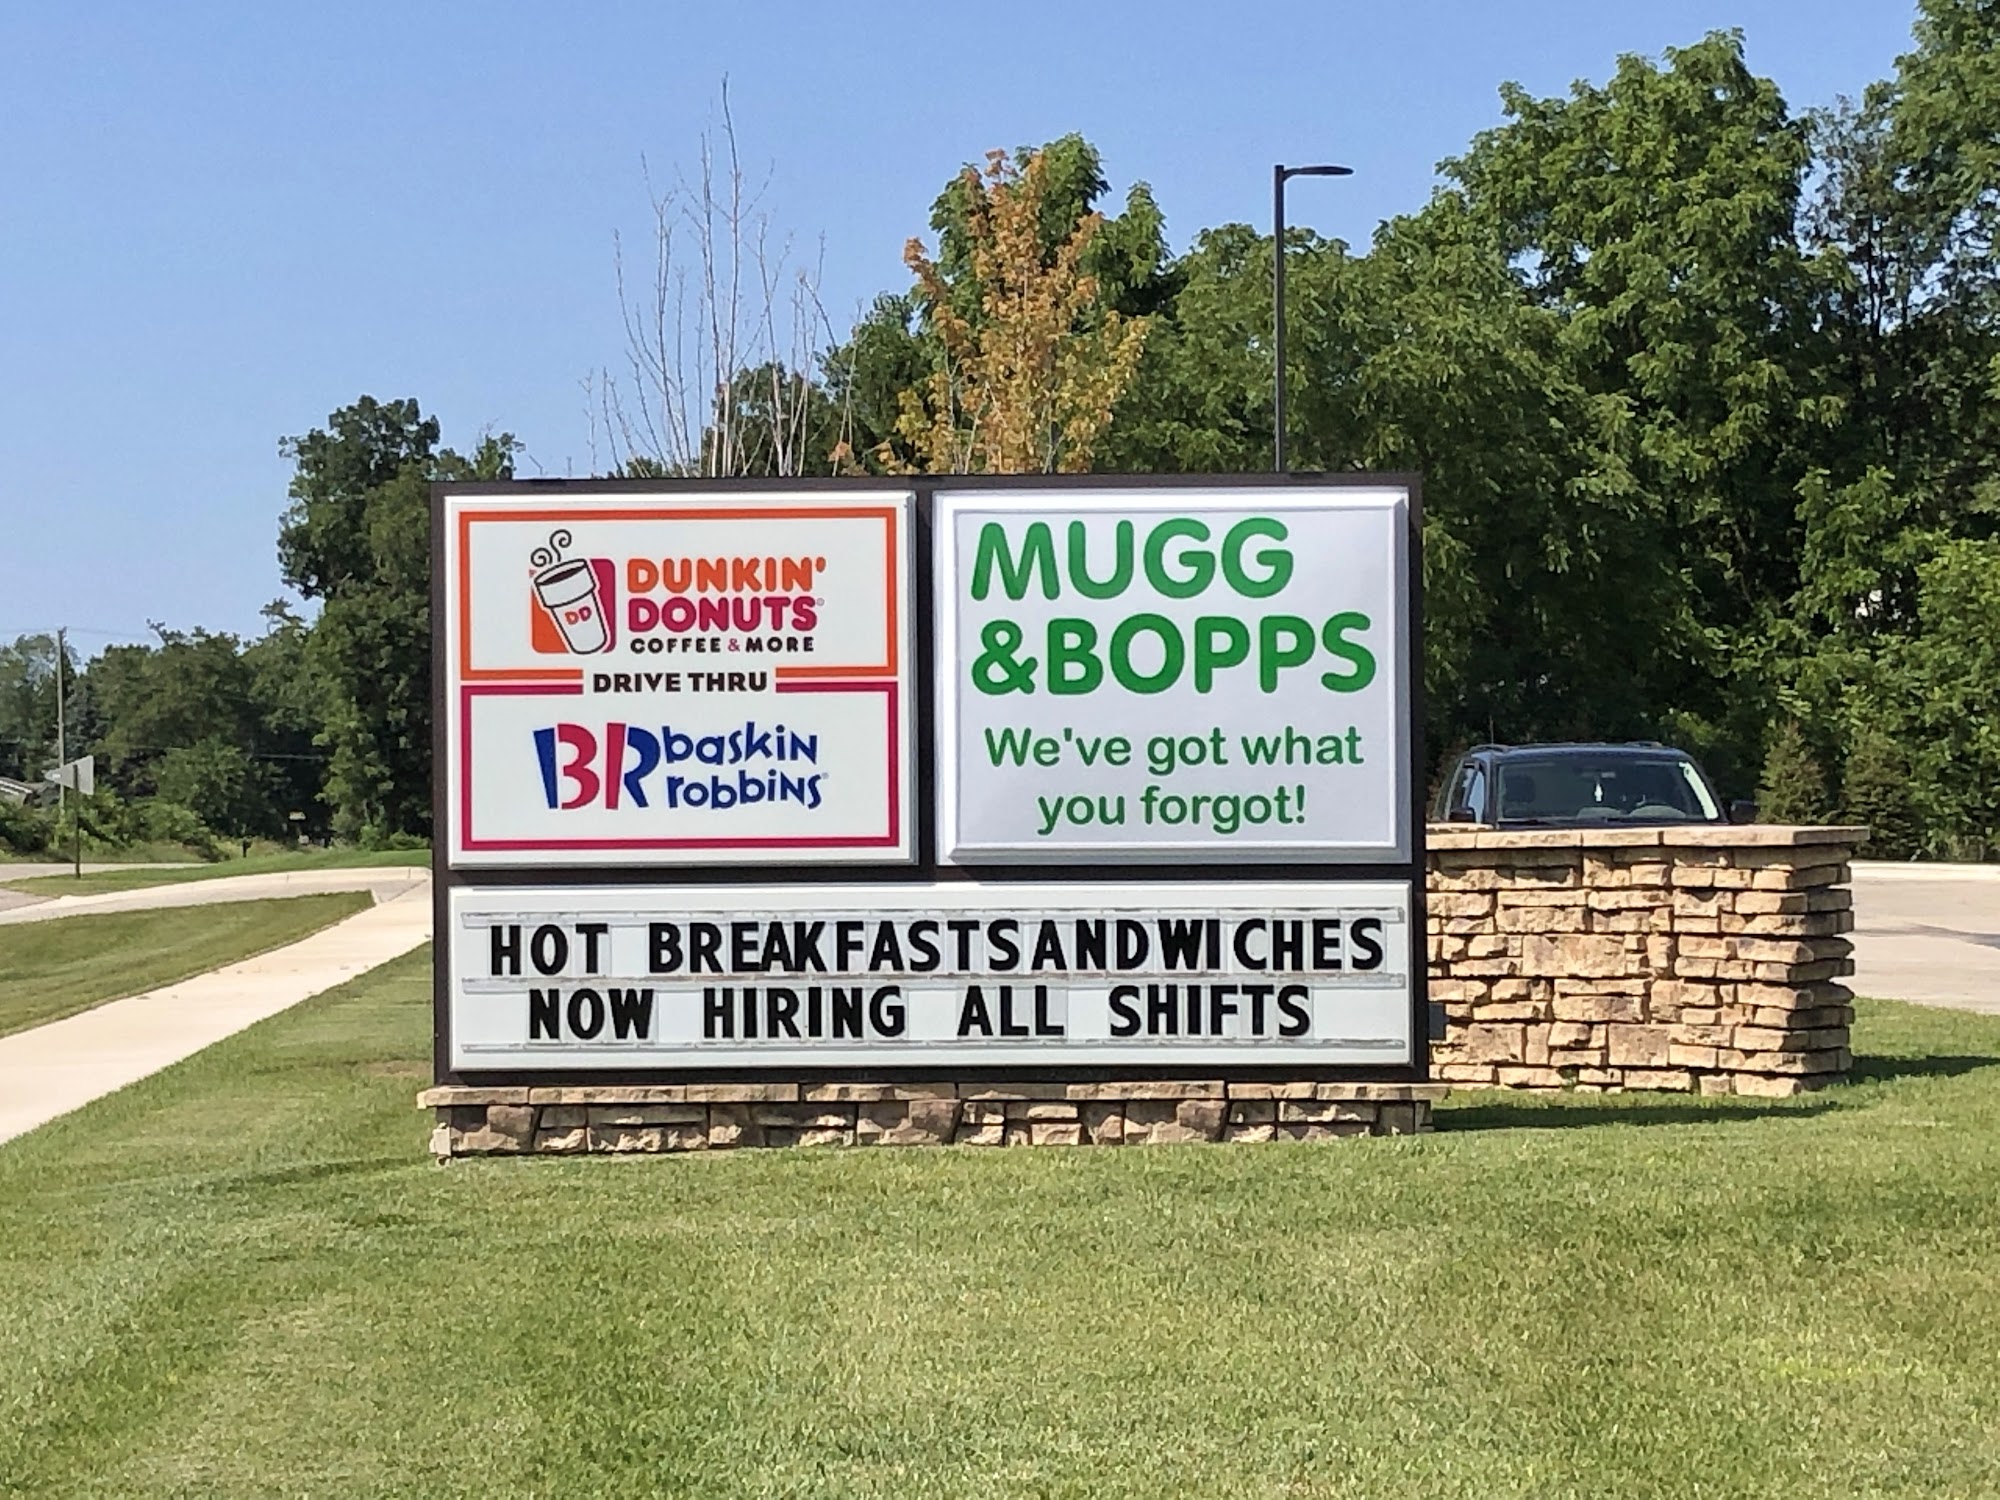 DD
DUNKIN'
DONUTS
COFFEE & MORE
DRIVE THRU
BR baskin
robbins
MUGG
&BOPPS
We've got what
you forgot!
HOT BREAKFASTSANDWICHES
NOW HIRING ALL SHIFTS